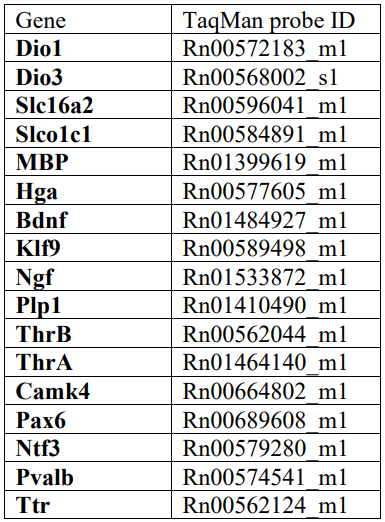 Gene TaqMan probe ID
Dio1 Rn00572183_m1
Dio3 Rn00568002_s1
Slc16a2 Rn00596041_m1
Slco1c1 Rn00584891_m1
MBP Rn01399619_m1
Hga Rn00577605_m1
Bdnf Rn01484927_m1
Klf9 Rn00589498_m1
Ngf Rn01533872_m1
Plp1 Rn01410490_m1
ThrB Rn00562044_m1
ThrA Rn01464140_m1
Camk4 Rn00664802_m1
Pax6 Rn00689608_m1
Ntf3 Rn00579280_m1
Pvalb Rn00574541_m1
Ttr Rn00562124_m1